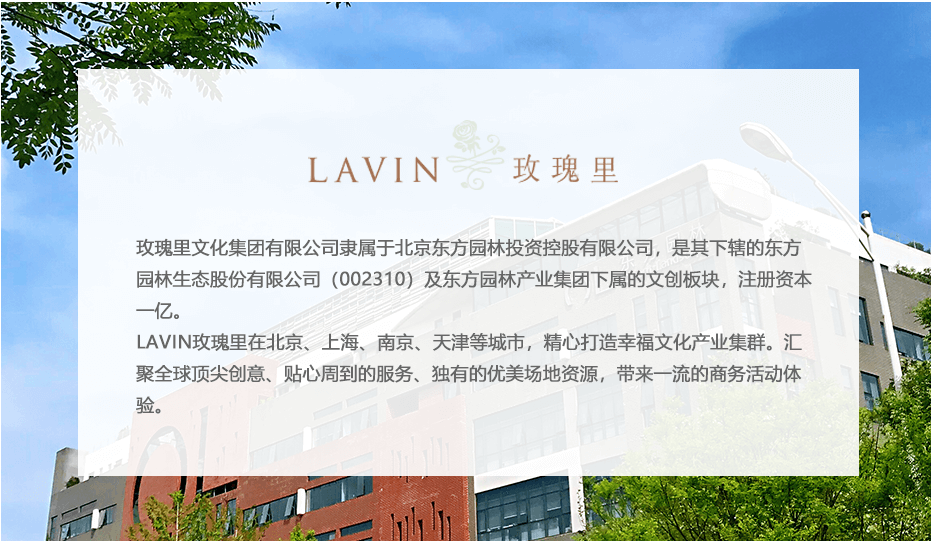 LAVIN 玫瑰里
玫瑰里文化集团有限公司隶属于北京东方园林投资控股有限公司，是其下辖的东方
园林生态股份有限公司（002310）及东方园林产业集团下属的文创板块，注册资本
一亿。
LAVIN玫瑰里在北京、上海、南京、天津等城市，精心打造幸福文化产业集群。汇
聚全球顶尖创意、贴心周到的服务、独有的优美场地资源，带来一流的商务活动体
验。